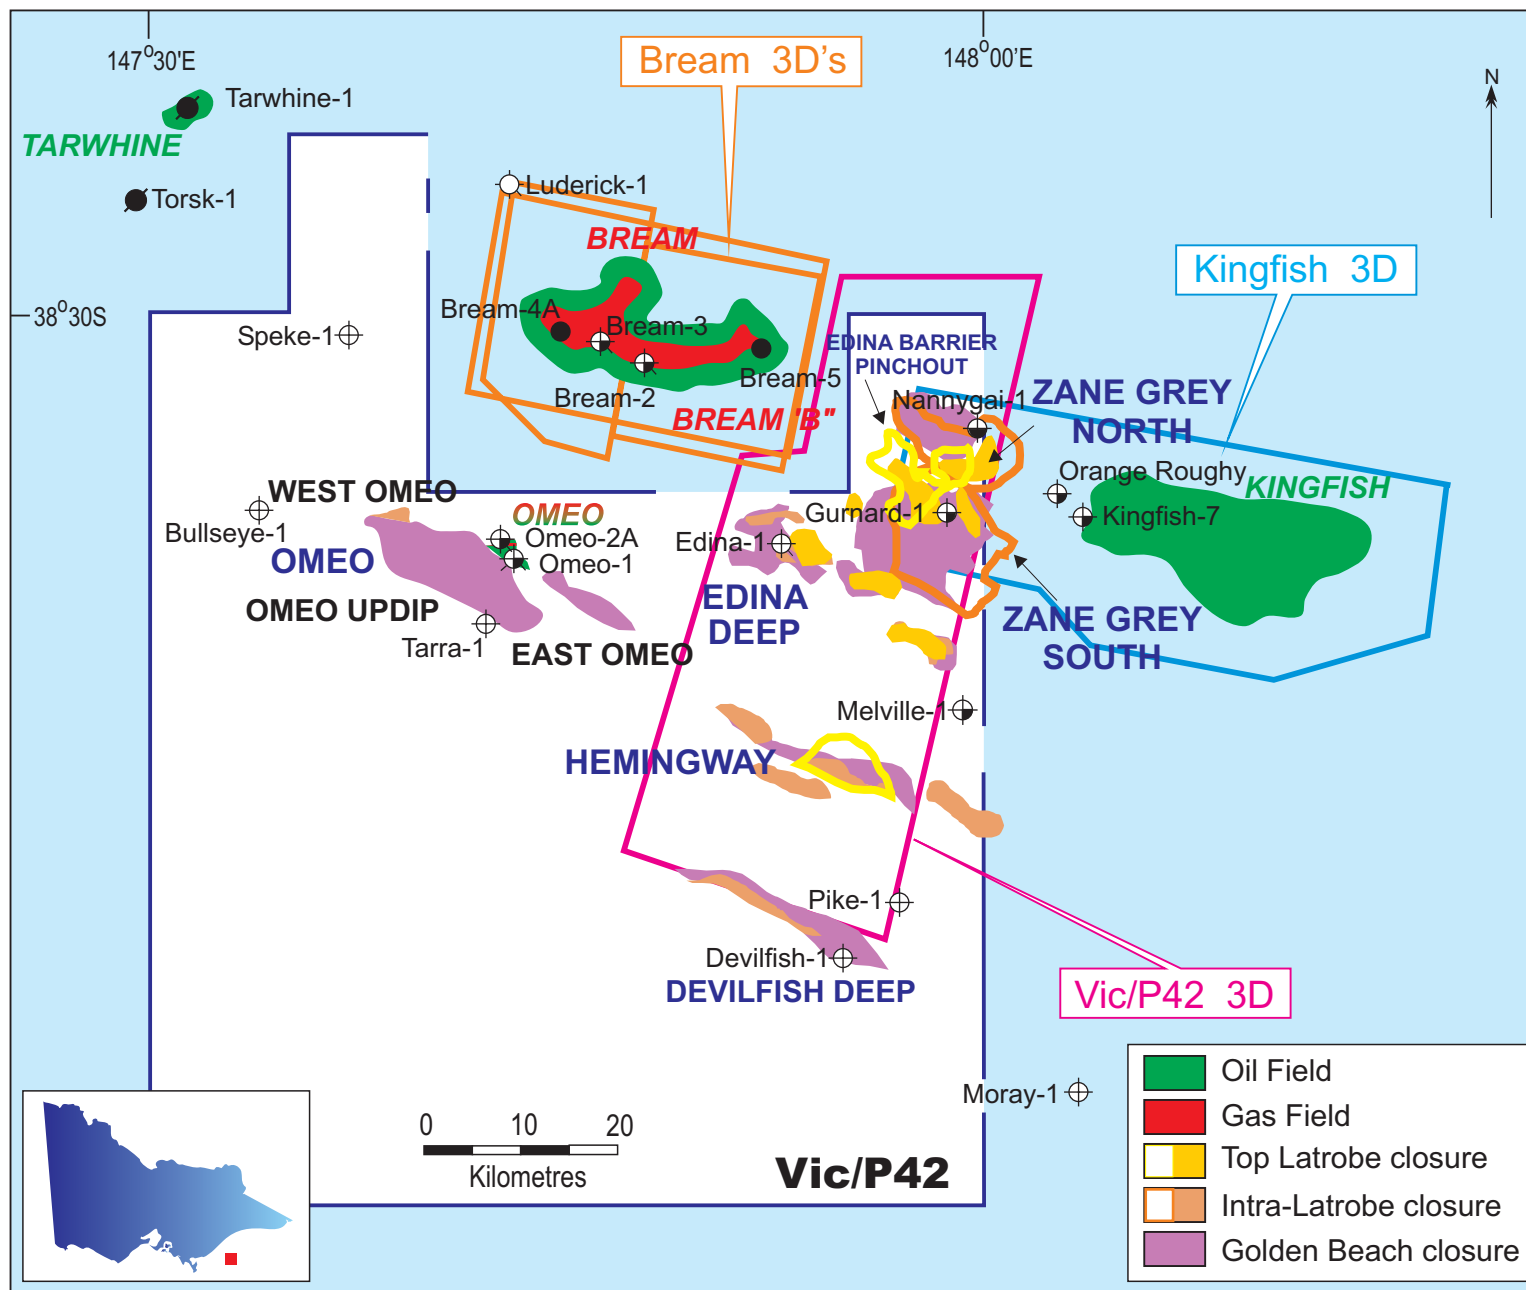 147°30'E
148°00'E
Bream 3D's
N
Tarwhine-1
TARWHINE
Torsk-1
Luderick-1
BREAM
Kingfish 3D
38°30S
Speke-1
Bream-4A
Bream-3
Bream-5
Bream-2
BREAM 'B"
EDINA BARRIER
PINCHOUT
Nannygai-1
ZANE GREY
NORTH
Orange Roughy
KINGFISH
Kingfish-7
WEST OMEO
Bullseye-1
OMEO
Omeo-2A
Omeo-1
OMEO
OMEO UPDIP
Tarra-1
EAST OMEO
Edina-1
Gurnard-1
EDINA
DEEP
ZANE GREY
SOUTH
Melville-1
HEMINGWAY
Pike-1
Devilfish-1
DEVILFISH DEEP
Vic/P42 3D
Moray-1
0 10 20
Kilometres
Vic/P42
Oil Field
Gas Field
Top Latrobe closure
Intra-Latrobe closure
Golden Beach closure